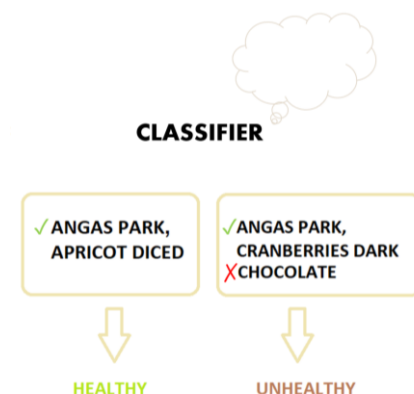 CLASSIFIER
✓ANGAS PARK,
APRICOT DICED
✓ANGAS PARK,
CRANBERRIES DARK
✗CHOCOLATE
HEALTHY
UNHEALTHY